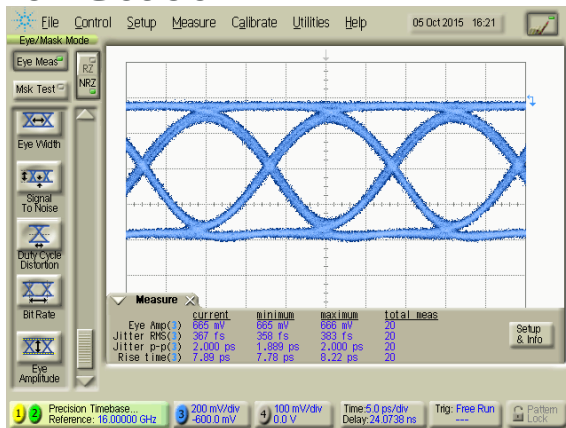 File Control Setup Measure Calibrate Utilities Help 05 Oct 2015 16:21
Eye/Mask Mode
Eye Meas
RZ
NRZ
Msk Test
Eye Width
Signal
To Noise
Duty Cycle
Distortion
Bit Rate
Eye
Amplitude
Measure
current minimum maximum total meas
Eye Amp(3) 665 mV 665 mV 666 mV 20
Jitter RMS(3) 367 fs 358 fs 383 fs 20
Jitter p-p(3) 2.000 ps 1.889 ps 2.000 ps 20
Rise time(3) 7.89 ps 7.78 ps 8.22 ps 20
Setup
& Info
1 2 Precision Timebase...
Reference: 16.00000 GHz
3 200 mV/div
-600.0 mV
4 100 mV/div
0.0 V
Time:5.0 ps/div
Delay:24.0738 ns
Trig: Free Run
---
Pattern
Lock